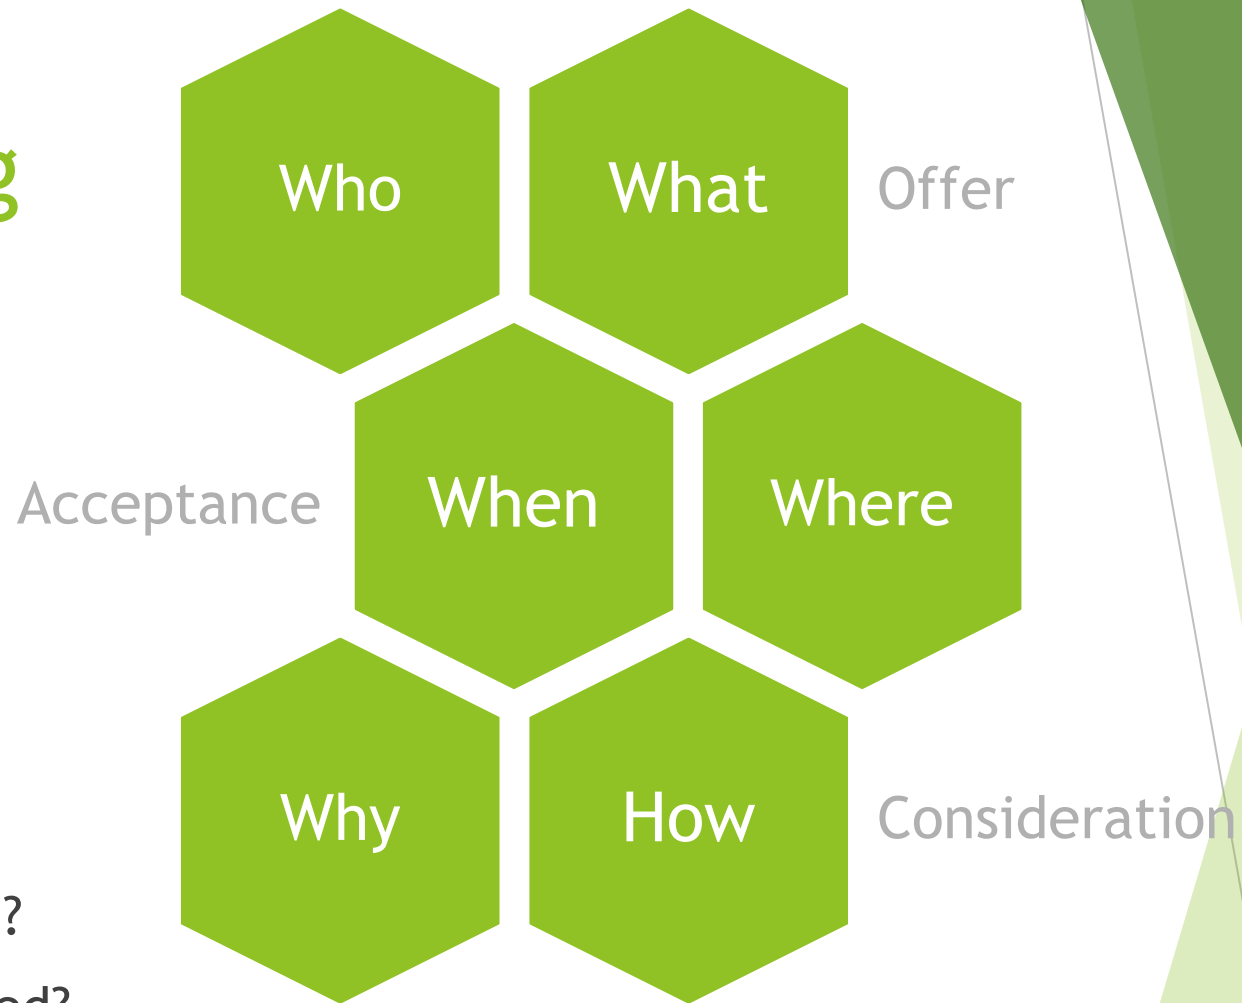 g
Who
What
Offer
Acceptance
When
Where
Why
How
Consideration
?